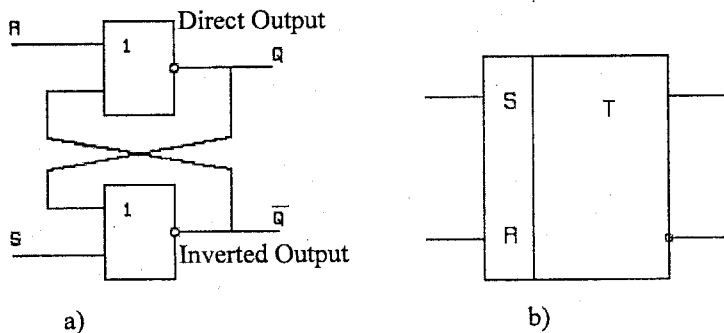 R
Direct Output
1
Q
1
Q̅
S
Inverted Output
a)
S
T
R
b)